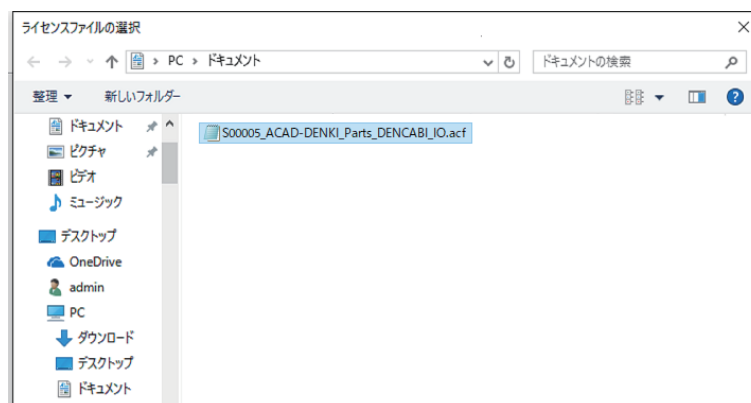 ライセンスファイルの選択
PC > ドキュメント
ドキュメントの検索
整理
新しいフォルダー
ドキュメント
ピクチャ
ビデオ
ミュージック
デスクトップ
OneDrive
admin
PC
ダウンロード
デスクトップ
ドキュメント
S00005_ACAD-DENKI_Parts_DENCABI_IO.acf